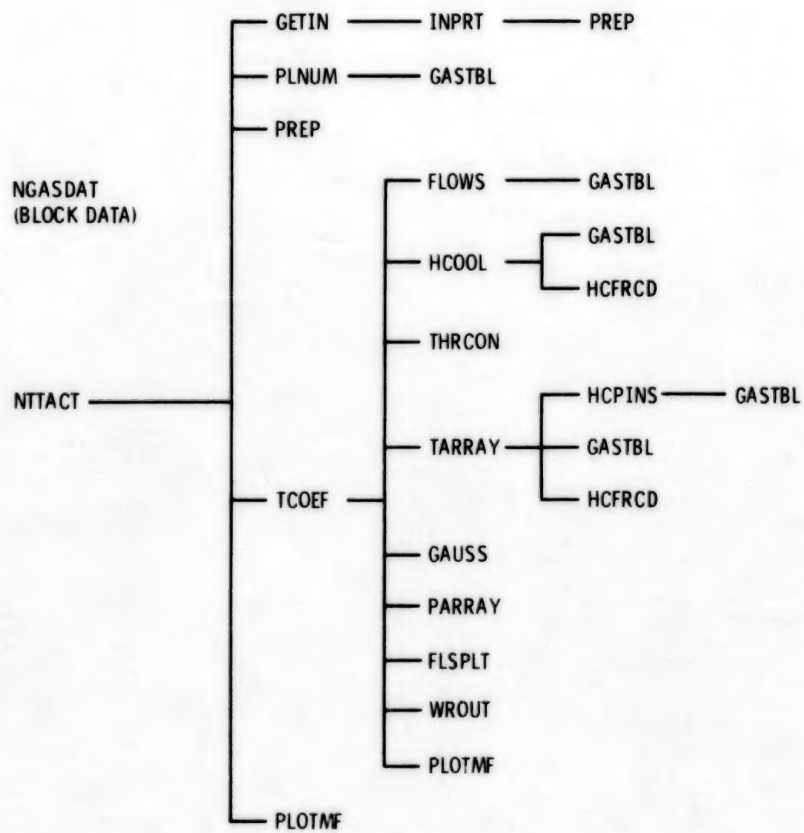 GETIN INPRT PREP
PLNUM GASTBL
PREP
NGASDAT
(BLOCK DATA)
FLOWS GASTBL
GASTBL
HCOOL
HCFRCD
THRCON
NTTACT
HCPINS GASTBL
TARRAY GASTBL
HCFRCD
TCOEF
GAUSS
PARRAY
FLSPLT
WROUT
PLOTMF
PLOTMF